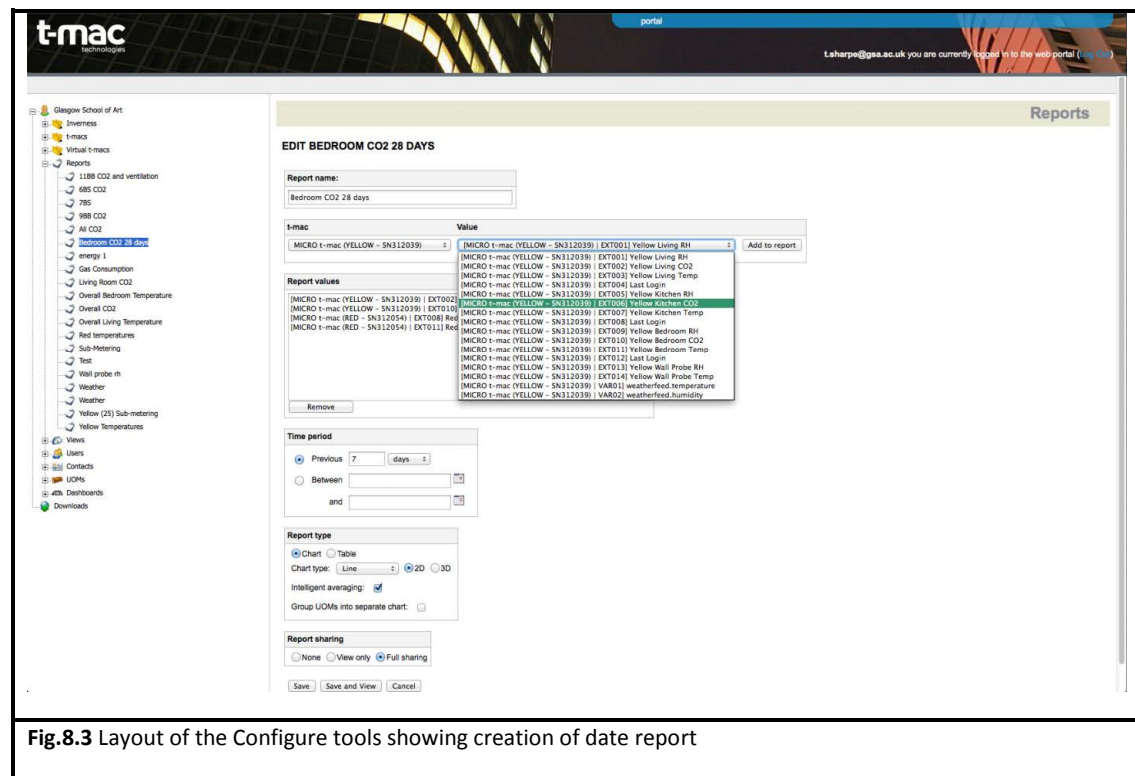 t-mac
technologies
portal
t.sharpe@gsa.ac.uk you are currently logged in to the web portal (
Glasgow School of Art
Inverness
t-macs
Virtual t-macs
Reports
11BB CO2 and ventilation
6BS CO2
7BS
9BB CO2
All CO2
Bedroom CO2 28 days
energy 1
Gas Consumption
Living Room CO2
Overall Bedroom Temperature
Overall CO2
Overall Living Temperature
Red temperatures
Sub-Metering
Test
Wall probe rh
Weather
Weather
Yellow (25) Sub-metering
Yellow Temperatures
Views
Users
Contacts
UOMs
Dashboards
Downloads
Reports
EDIT BEDROOM CO2 28 DAYS
Report name:
Bedroom CO2 28 days
t-mac Value
MICRO t-mac (YELLOW - SN312039) [MICRO t-mac (YELLOW - SN312039) | EXT001] Yellow Living RH Add to report
[MICRO t-mac (YELLOW - SN312039) | EXT001] Yellow Living RH
[MICRO t-mac (YELLOW - SN312039) | EXT002] Yellow Living CO2
[MICRO t-mac (YELLOW - SN312039) | EXT003] Yellow Living Temp
[MICRO t-mac (YELLOW - SN312039) | EXT004] Last Login
[MICRO t-mac (YELLOW - SN312039) | EXT005] Yellow Kitchen RH
[MICRO t-mac (YELLOW - SN312039) | EXT006] Yellow Kitchen CO2
[MICRO t-mac (YELLOW - SN312039) | EXT007] Yellow Kitchen Temp
[MICRO t-mac (YELLOW - SN312039) | EXT008] Last Login
[MICRO t-mac (YELLOW - SN312039) | EXT009] Yellow Bedroom RH
[MICRO t-mac (YELLOW - SN312039) | EXT010] Yellow Bedroom CO2
[MICRO t-mac (YELLOW - SN312039) | EXT011] Yellow Bedroom Temp
[MICRO t-mac (YELLOW - SN312039) | EXT012] Last Login
[MICRO t-mac (YELLOW - SN312039) | EXT013] Yellow Wall Probe RH
[MICRO t-mac (YELLOW - SN312039) | EXT014] Yellow Wall Probe Temp
[MICRO t-mac (YELLOW - SN312039) | VAR01] weatherfeed.temperature
[MICRO t-mac (YELLOW - SN312039) | VAR02] weatherfeed.humidity
Report values
[MICRO t-mac (YELLOW - SN312039) | EXT002]
[MICRO t-mac (YELLOW - SN312039) | EXT010]
[MICRO t-mac (RED - SN312054) | EXT008] Red
[MICRO t-mac (RED - SN312054) | EXT011] Red
Remove
Time period
Previous 7 days
Between
and
Report type
Chart Table
Chart type: Line 2D 3D
Intelligent averaging:
Group UOMs into separate chart:
Report sharing
None View only Full sharing
Save Save and View Cancel
Fig.8.3 Layout of the Configure tools showing creation of date report